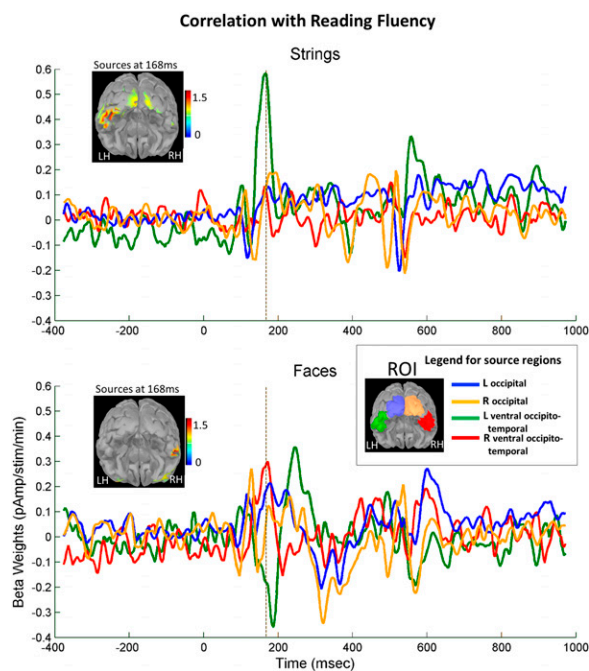 Correlation with Reading Fluency
Strings
Sources at 168ms
1.5
0
LH
RH
0.6
0.5
0.4
0.3
0.2
0.1
0
-0.1
-0.2
-0.3
0.4
-400
-200
0
200
400
600
800
1000
Faces
Sources at 168ms
1.5
0
LH
RH
ROI
LH
RH
Legend for source regions
L occipital
R occipital
L ventral occipito-
temporal
R ventral occipito-
temporal
0.6
0.5
0.4
0.3
0.2
0.1
0
-0.1
-0.2
-0.3
-0.4
Beta Weights (pAmp/stim/min)
-400
-200
0
200
400
600
800
1000
Time (msec)